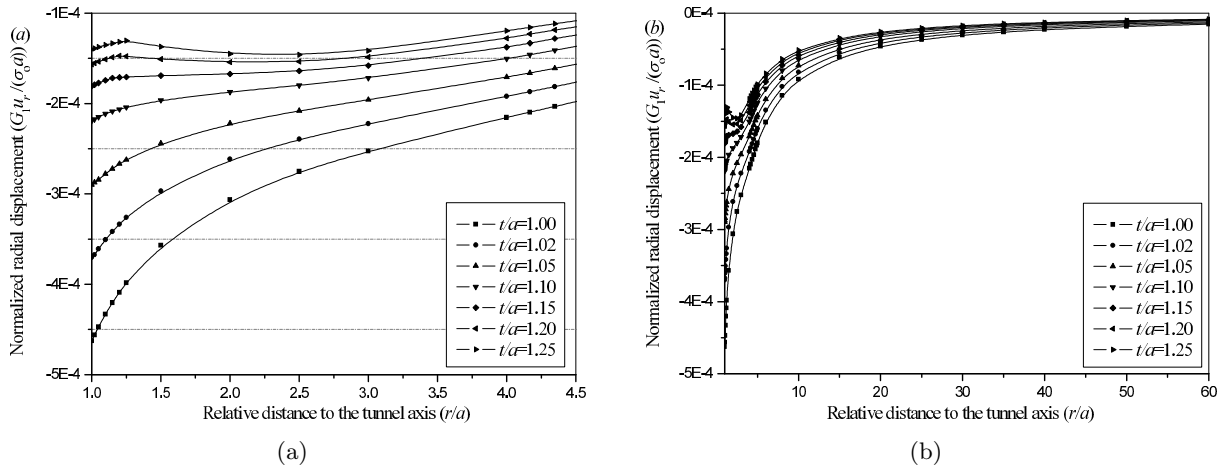 (a)
Normalized radial displacement (G₁uᵣ/(σₒa))
-1E-4
-2E-4
-3E-4
-4E-4
-5E-4
1.0 1.5 2.0 2.5 3.0 3.5 4.0 4.5
Relative distance to the tunnel axis (r/a)
t/a=1.00
t/a=1.02
t/a=1.05
t/a=1.10
t/a=1.15
t/a=1.20
t/a=1.25
(a)
(b)
Normalized radial displacement (G₁uᵣ/(σₒa))
0E-4
-1E-4
-2E-4
-3E-4
-4E-4
-5E-4
5 10 20 30 40 50 60
Relative distance to the tunnel axis (r/a)
t/a=1.00
t/a=1.02
t/a=1.05
t/a=1.10
t/a=1.15
t/a=1.20
t/a=1.25
(b)